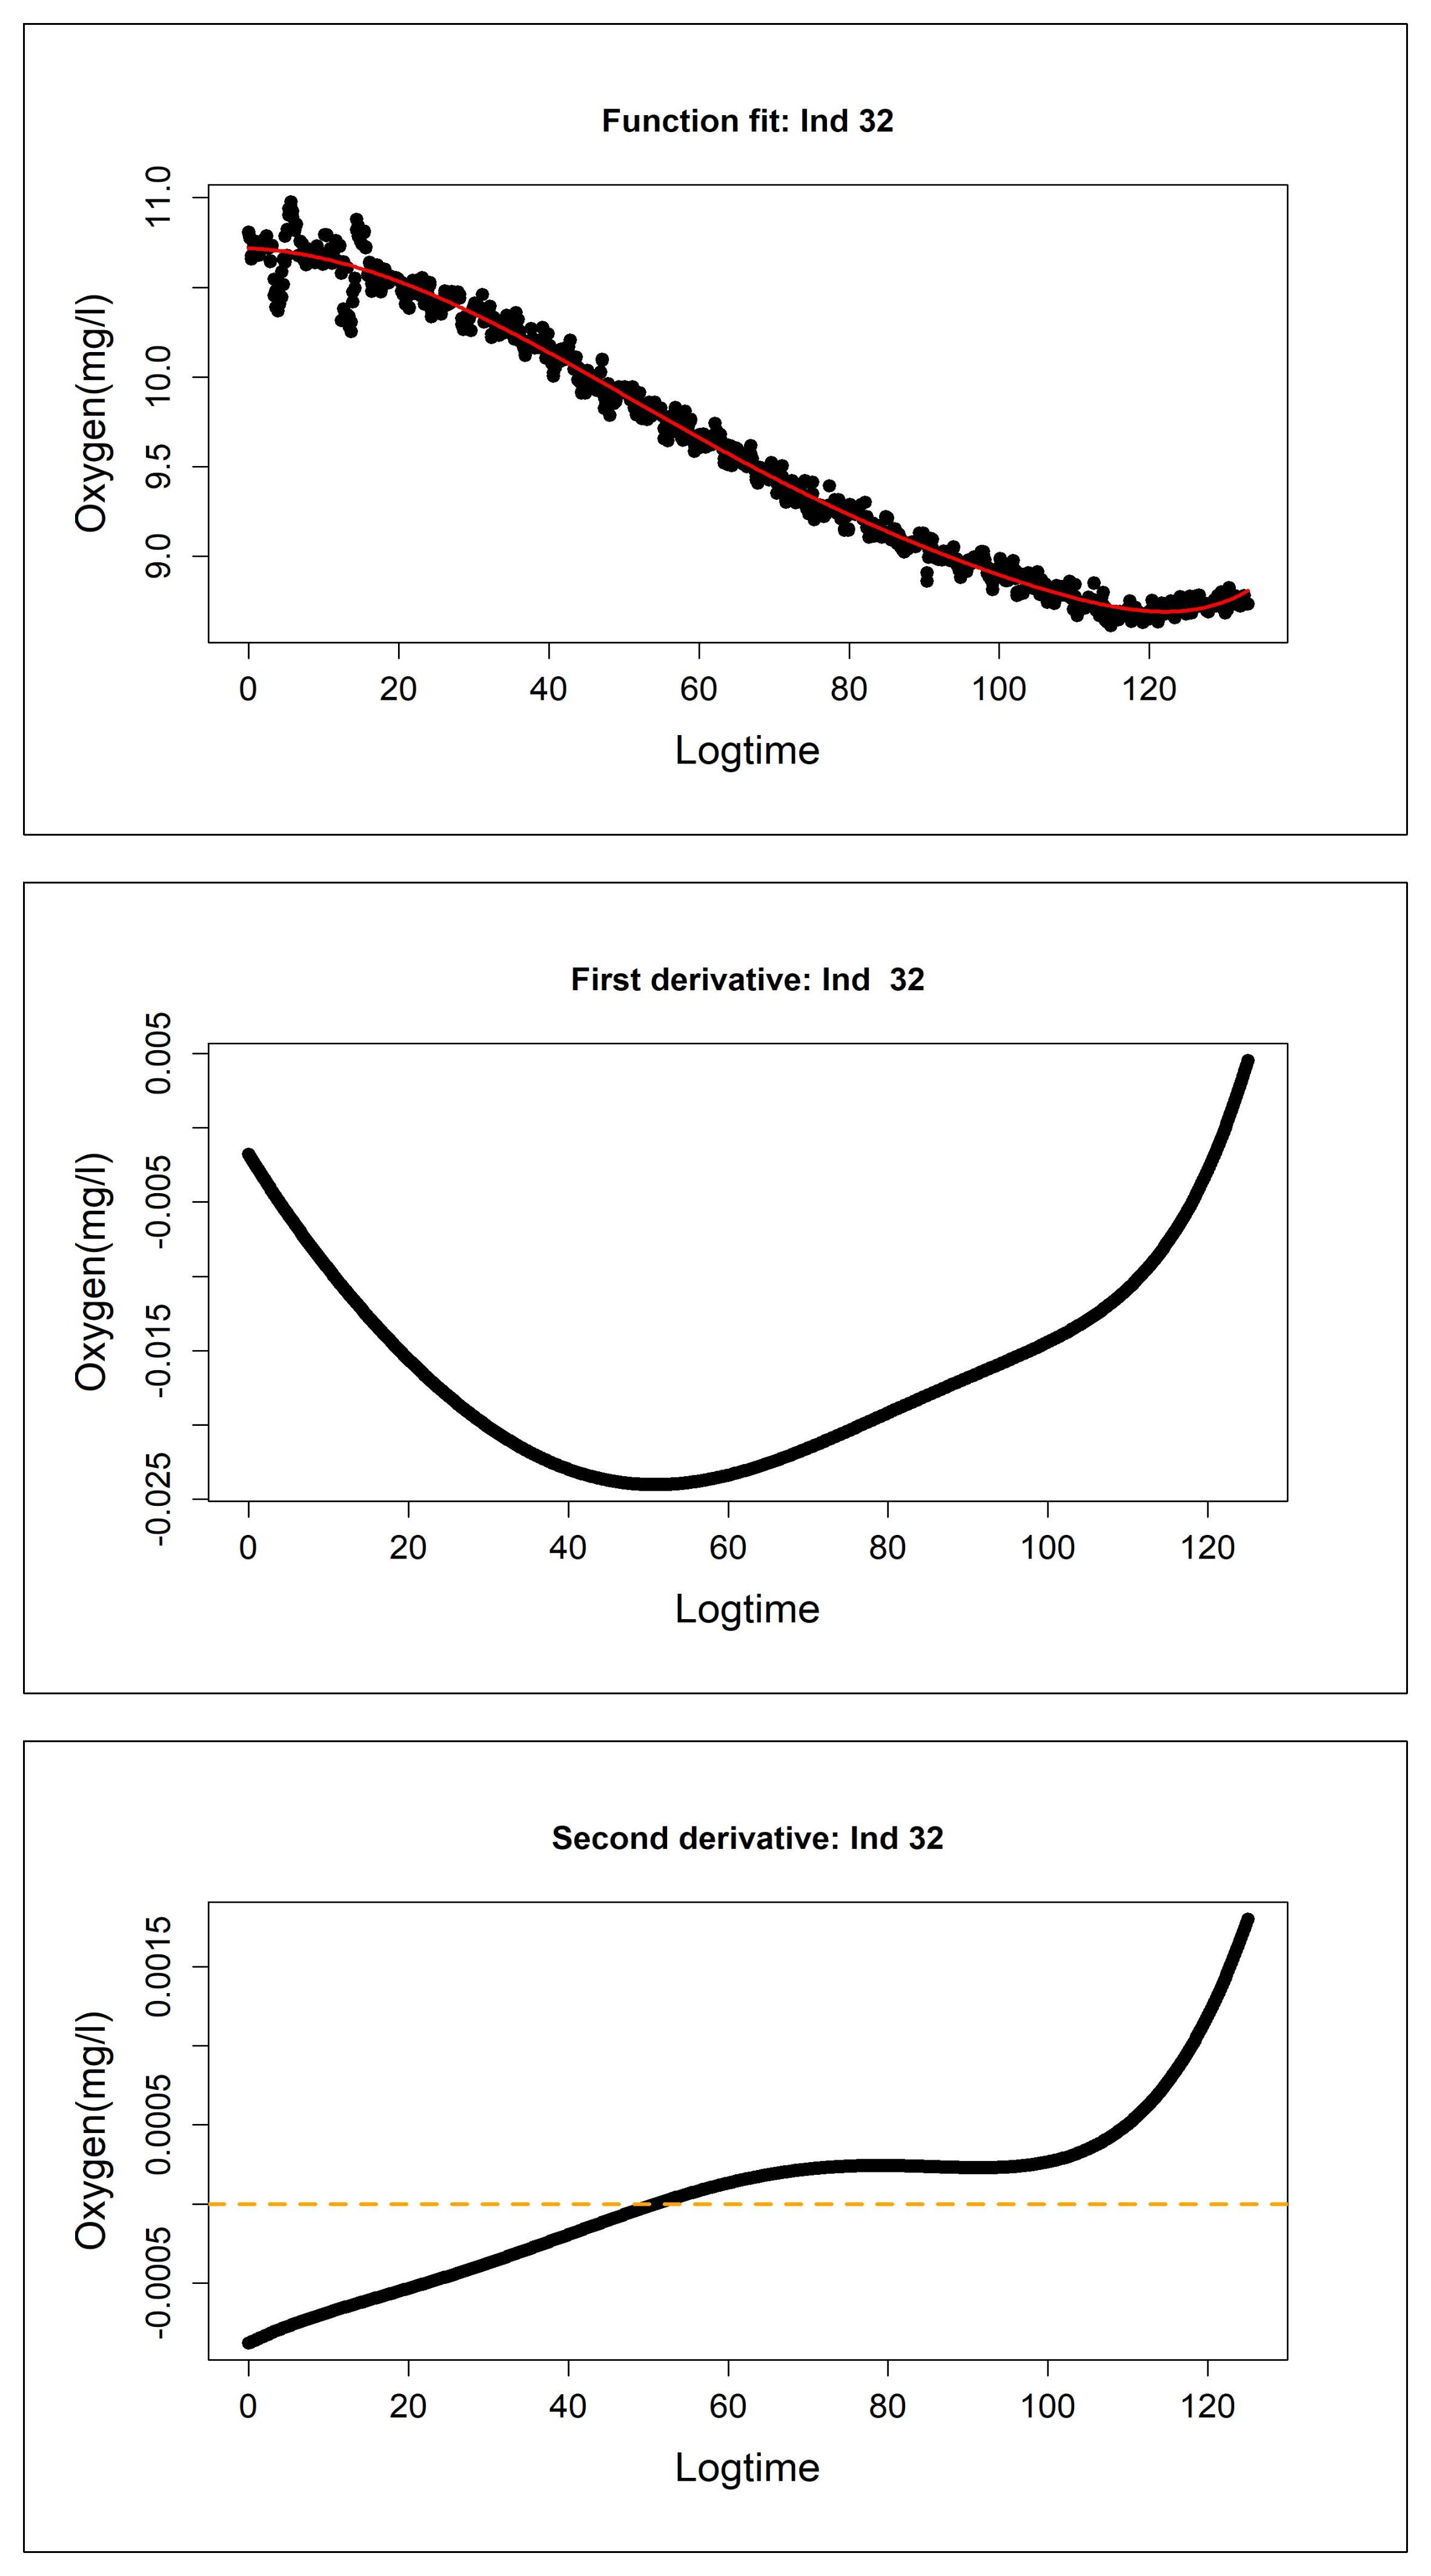 Function fit: Ind 32
11.0
10.0
9.5
9.0
Oxygen(mg/l)
0 20 40 60 80 100 120
Logtime
First derivative: Ind  32
0.005
-0.005
-0.015
-0.025
Oxygen(mg/l)
0 20 40 60 80 100 120
Logtime
Second derivative: Ind 32
0.0015
0.0005
-0.0005
Oxygen(mg/l)
0 20 40 60 80 100 120
Logtime